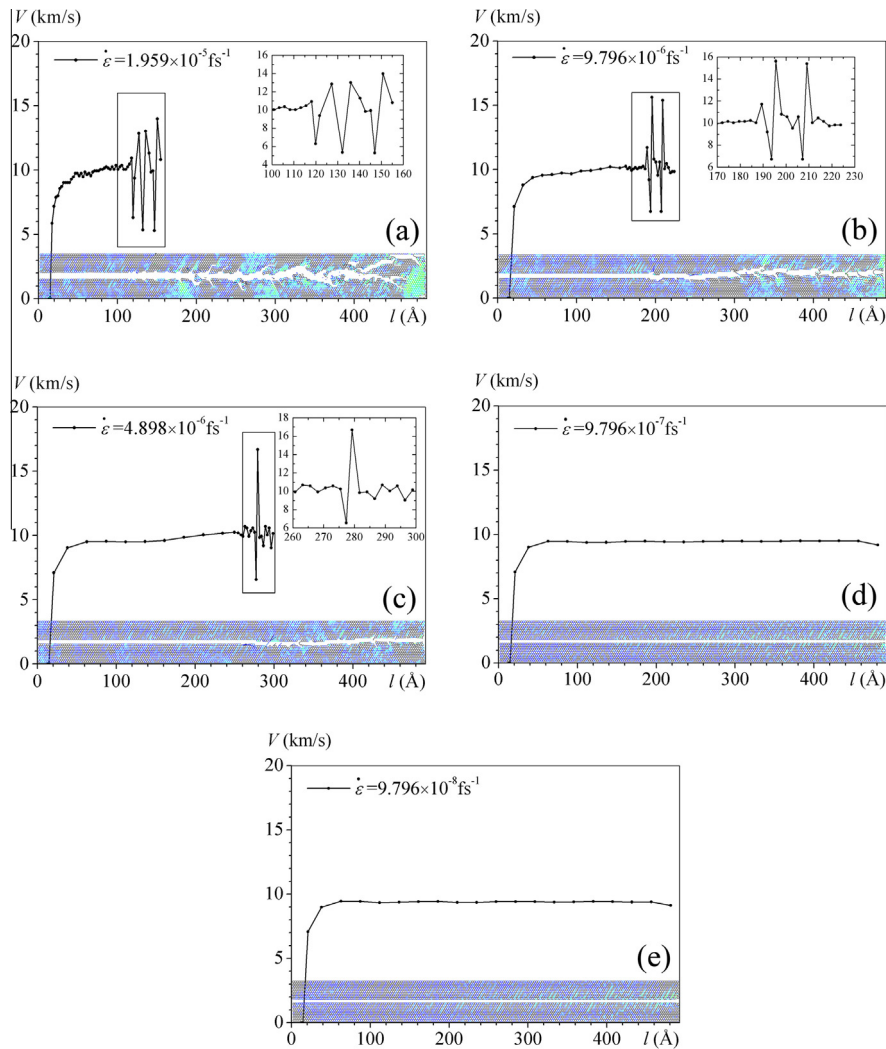 V (km/s) V (km/s)
ε̇=1.959×10⁻⁵fs⁻¹
20
15
10
5
0
16
14
12
10
8
6
4
100 110 120 130 140 150 160
(a)
0 100 200 300 400 l (Å)
ε̇=9.796×10⁻⁶fs⁻¹
20
15
10
5
0
16
14
12
10
8
6
170 180 190 200 210 220 230
(b)
0 100 200 300 400 l (Å)
V (km/s) V (km/s)
ε̇=4.898×10⁻⁶fs⁻¹
20
15
10
5
0
18
16
14
12
10
8
6
260 270 280 290 300
(c)
0 100 200 300 400 l (Å)
ε̇=9.796×10⁻⁷fs⁻¹
20
15
10
5
0
(d)
0 100 200 300 400 l (Å)
V (km/s)
ε̇=9.796×10⁻⁸fs⁻¹
20
15
10
5
0
(e)
0 100 200 300 400 l (Å)